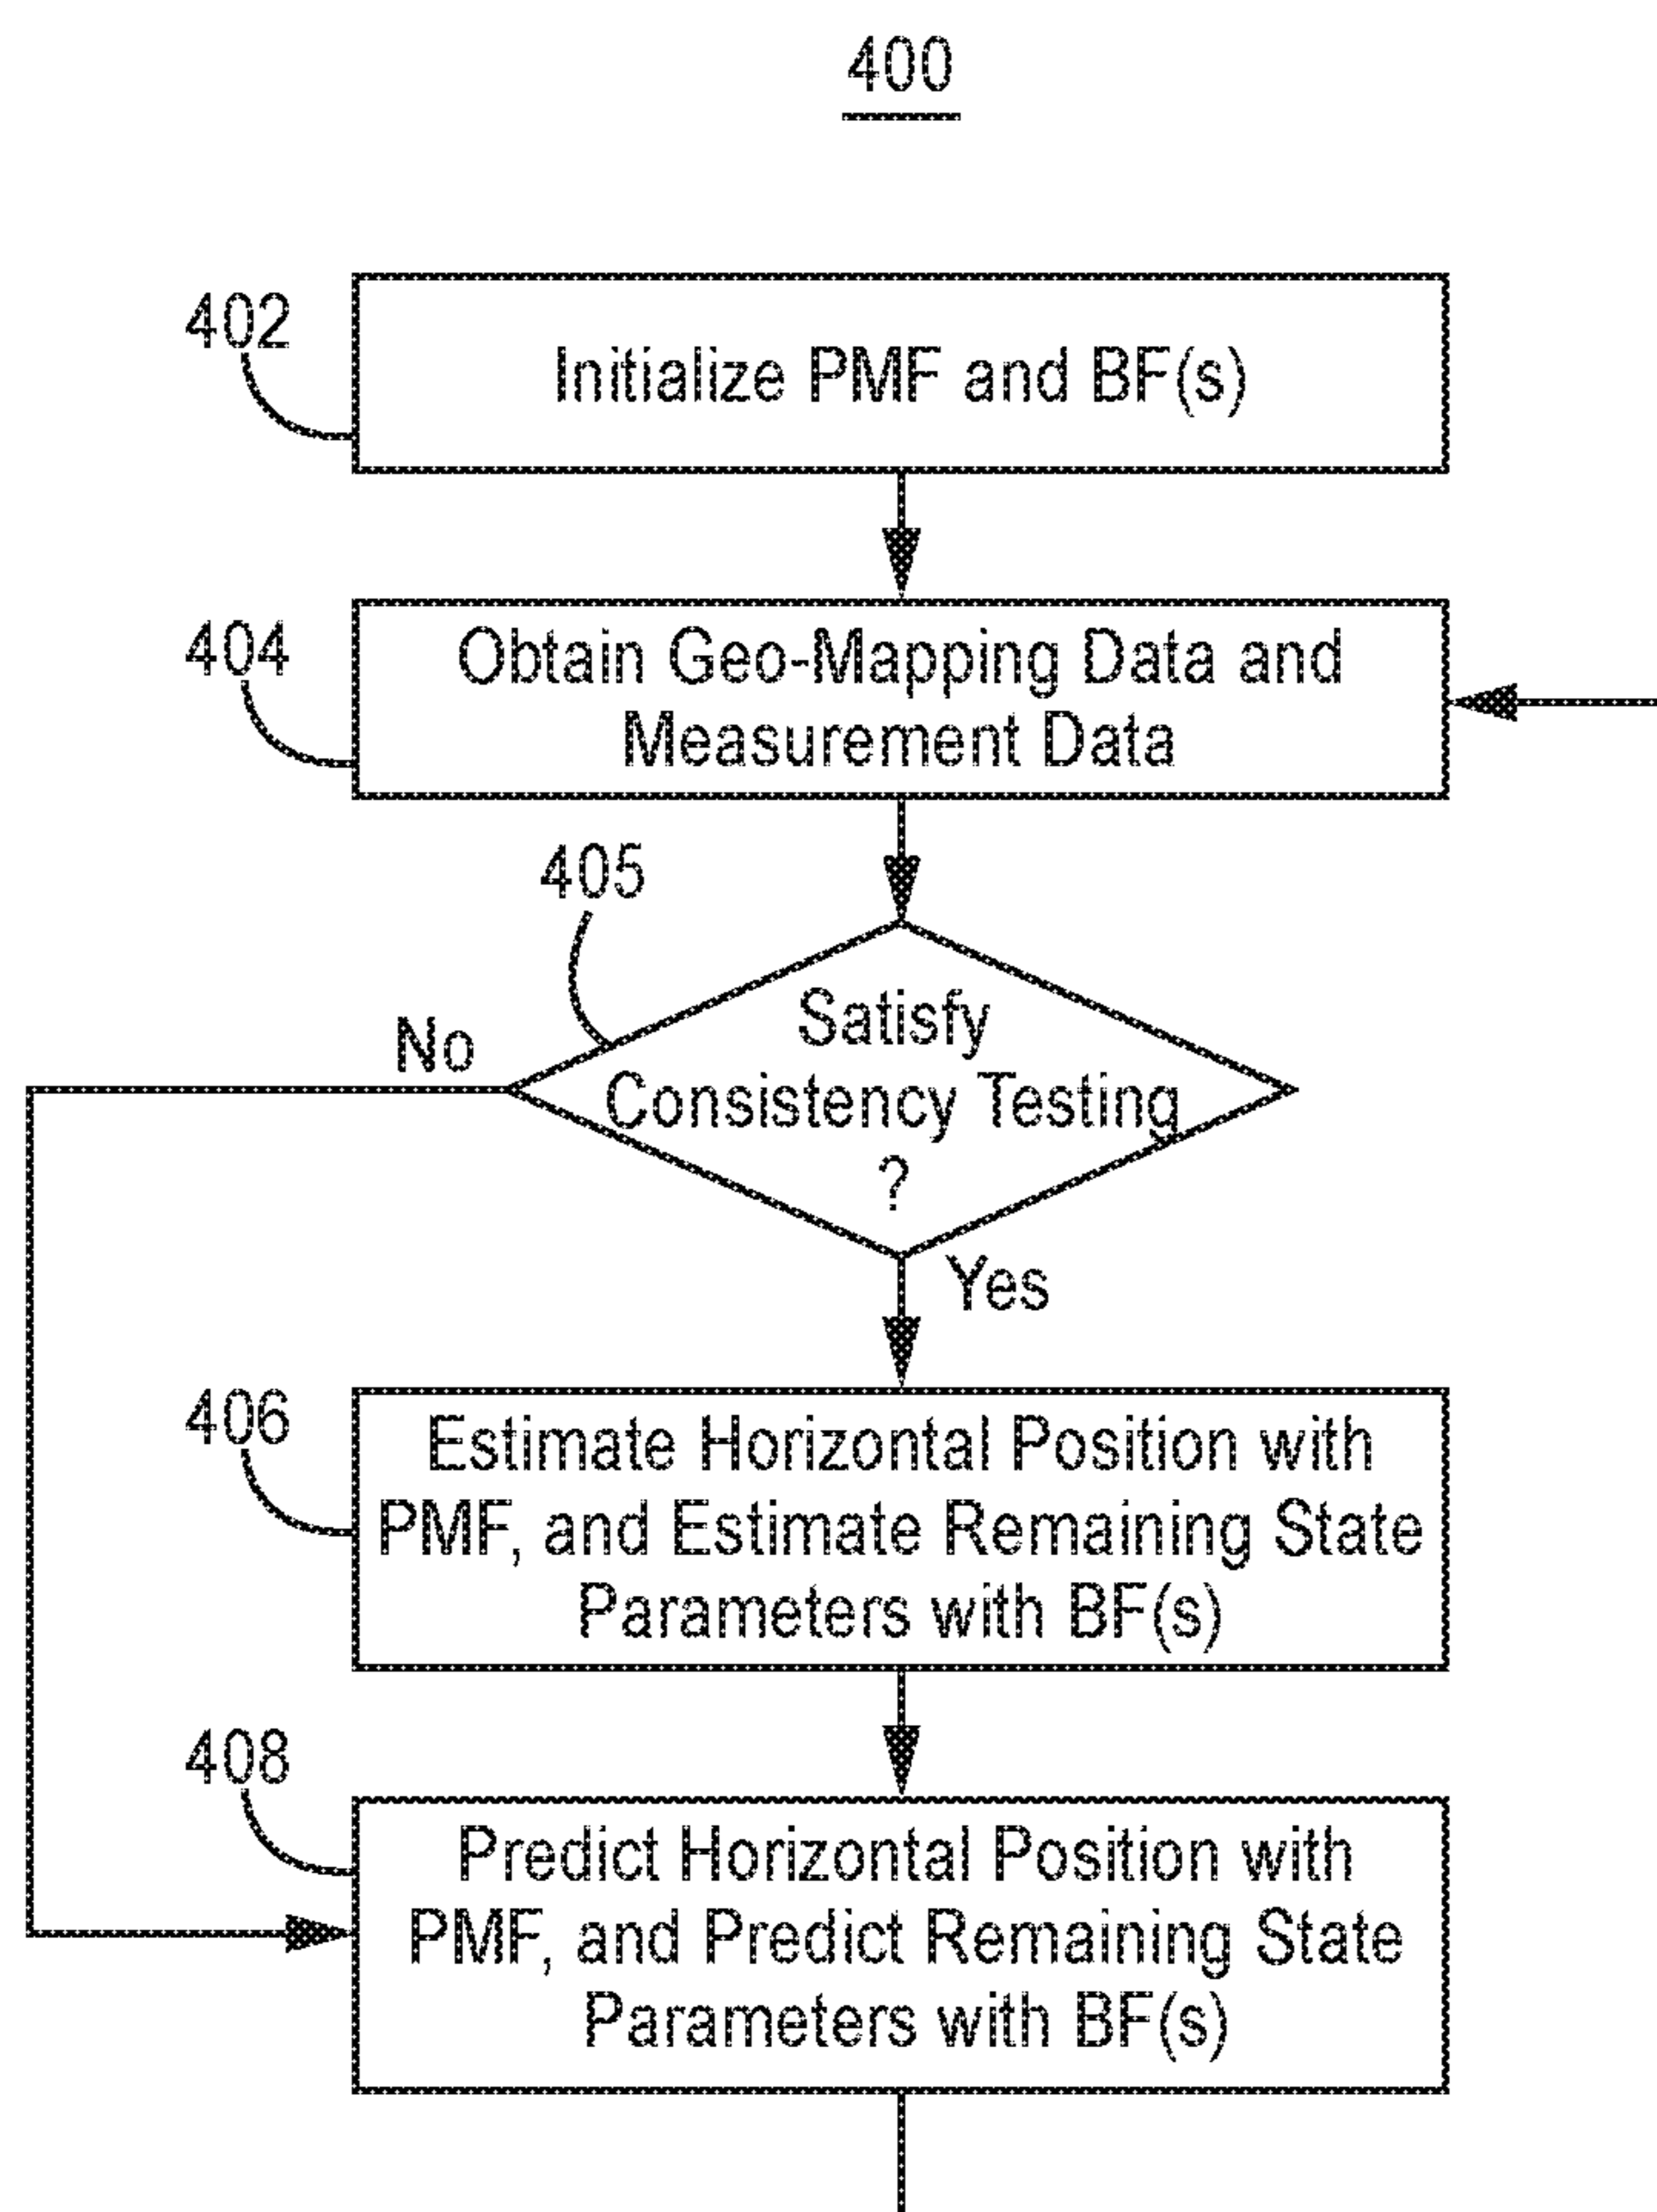 400
402
Initialize PMF and BF(s)
404
Obtain Geo-Mapping Data and
Measurement Data
405
No
Satisfy
Consistency Testing
?
Yes
406
Estimate Horizontal Position with
PMF, and Estimate Remaining State
Parameters with BF(s)
408
Predict Horizontal Position with
PMF, and Predict Remaining State
Parameters with BF(s)